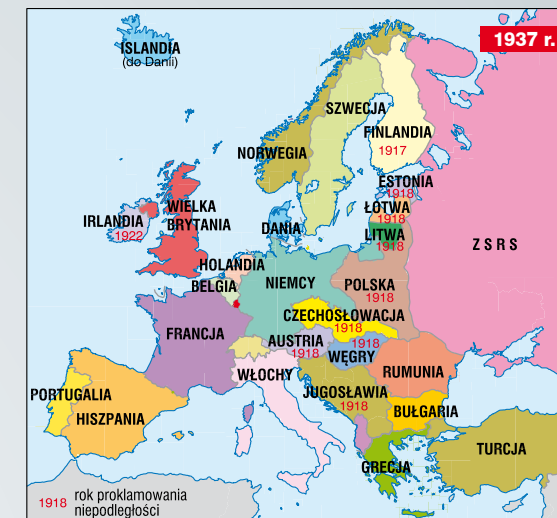 1937 r.
ISLANDIA
(do Danii)
SZWECJA
FINLANDIA
1917
NORWEGIA
ESTONIA
1918
ŁOTWA
1918
LITWA
1918
WIELKA
BRYTANIA
IRLANDIA
1922
DANIA
Z S R S
HOLANDIA
BELGIA
NIEMCY
POLSKA
1918
CZECHOSŁOWACJA
1918
FRANCJA
AUSTRIA
1918
1918
WĘGRY
WŁOCHY
RUMUNIA
JUGOSŁAWIA
1918
PORTUGALIA
HISZPANIA
BUŁGARIA
GRECJA
TURCJA
1918 rok proklamowania
niepodległości